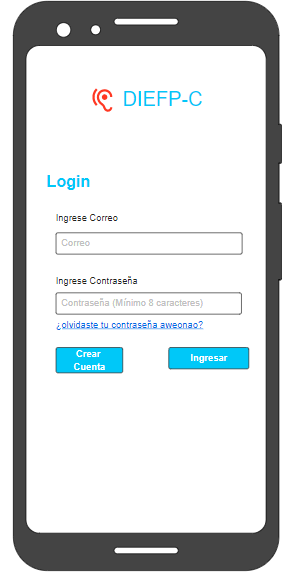 DIEFP-C
Login
Ingrese Correo
Correo
Ingrese Contraseña
Contraseña (Mínimo 8 caracteres)
¿olvidaste tu contraseña aweonao?
Crear
Cuenta
Ingresar